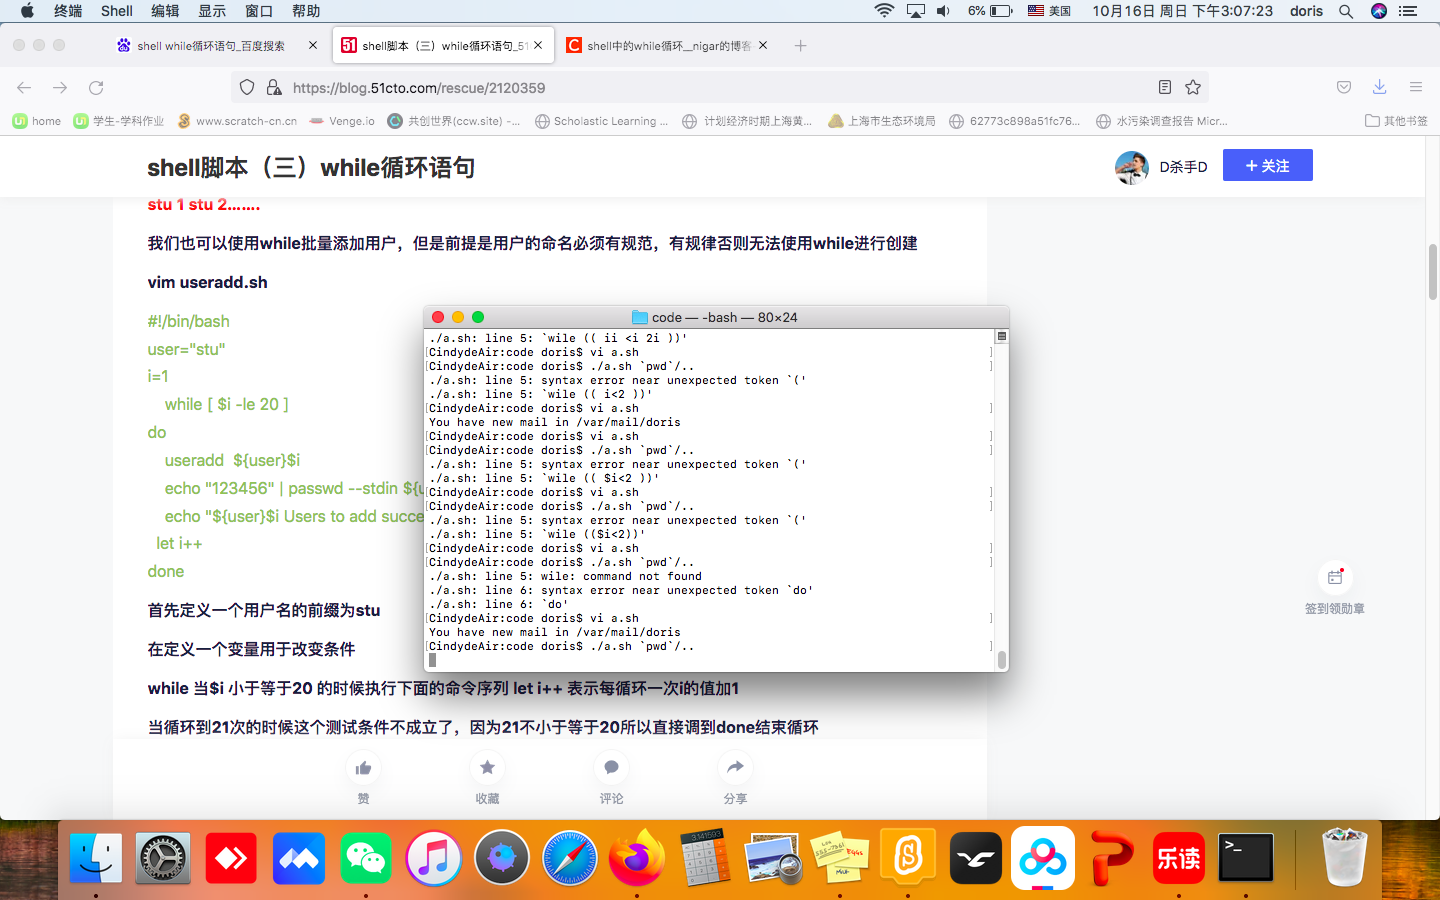 终端 Shell 编辑 显示 窗口 帮助 6% 美国 10月16日 周日 下午3:07:23 doris
shell while循环语句_百度搜索 shell脚本（三）while循环语句_51 shell中的while循环__nigar的博客
https://blog.51cto.com/rescue/2120359
home 学生-学科作业 www.scratch-cn.cn Venge.io 共创世界(ccw.site) -... Scholastic Learning ... 计划经济时期上海黄... 上海市生态环境局 62773c898a51fc76... 水污染调查报告 Micr... 其他书签
shell脚本（三）while循环语句 D杀手D + 关注
stu 1 stu 2.......
我们也可以使用while批量添加用户，但是前提是用户的命名必须有规范，有规律否则无法使用while进行创建
vim useradd.sh
#!/bin/bash
user="stu"
i=1
while [ $i -le 20 ]
do
useradd ${user}$i
echo "123456" | passwd --stdin ${u
echo "${user}$i Users to add succe
let i++
done
首先定义一个用户名的前缀为stu
在定义一个变量用于改变条件
while 当$i 小于等于20 的时候执行下面的命令序列 let i++ 表示每循环一次i的值加1
当循环到21次的时候这个测试条件不成立了，因为21不小于等于20所以直接调到done结束循环
赞 收藏 评论 分享
签到领勋章
code — -bash — 80×24
./a.sh: line 5: `wile (( ii <i 2i ))'
[CindydeAir:code doris$ vi a.sh ]
[CindydeAir:code doris$ ./a.sh `pwd`/.. ]
./a.sh: line 5: syntax error near unexpected token `('
./a.sh: line 5: `wile (( i<2 ))'
[CindydeAir:code doris$ vi a.sh ]
You have new mail in /var/mail/doris
[CindydeAir:code doris$ vi a.sh ]
[CindydeAir:code doris$ ./a.sh `pwd`/.. ]
./a.sh: line 5: syntax error near unexpected token `('
./a.sh: line 5: `wile (( $i<2 ))'
[CindydeAir:code doris$ vi a.sh ]
[CindydeAir:code doris$ ./a.sh `pwd`/.. ]
./a.sh: line 5: syntax error near unexpected token `('
./a.sh: line 5: `wile (($i<2))'
[CindydeAir:code doris$ vi a.sh ]
[CindydeAir:code doris$ ./a.sh `pwd`/.. ]
./a.sh: line 5: wile: command not found
./a.sh: line 6: syntax error near unexpected token `do'
./a.sh: line 6: `do'
[CindydeAir:code doris$ vi a.sh ]
You have new mail in /var/mail/doris
[CindydeAir:code doris$ ./a.sh `pwd`/.. ]
乐读